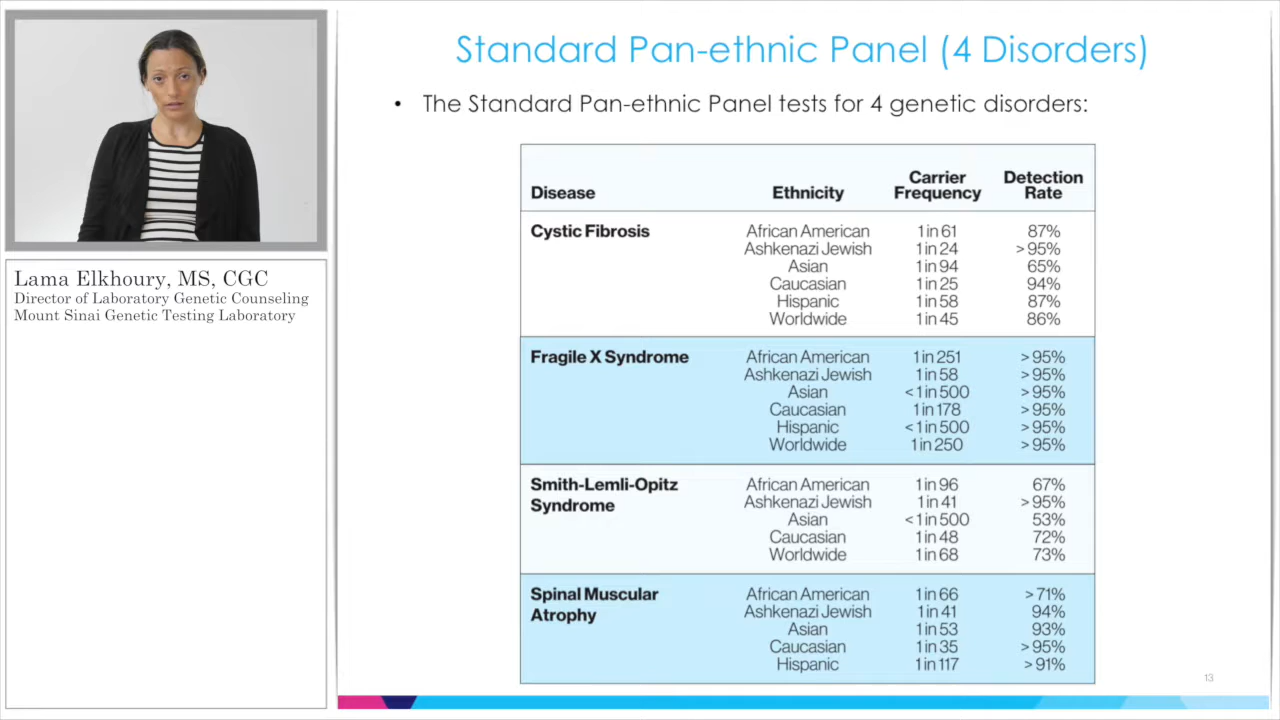 Standard Pan-ethnic Panel (4 Disorders)
• The Standard Pan-ethnic Panel tests for 4 genetic disorders:
Disease Ethnicity Carrier Frequency Detection Rate
Cystic Fibrosis African American 1 in 61 87%
Ashkenazi Jewish 1 in 24 > 95%
Asian 1 in 94 65%
Caucasian 1 in 25 94%
Hispanic 1 in 58 87%
Worldwide 1 in 45 86%
Fragile X Syndrome African American 1 in 251 > 95%
Ashkenazi Jewish 1 in 58 > 95%
Asian < 1 in 500 > 95%
Caucasian 1 in 178 > 95%
Hispanic < 1 in 500 > 95%
Worldwide 1 in 250 > 95%
Smith-Lemli-Opitz Syndrome African American 1 in 96 67%
Ashkenazi Jewish 1 in 41 > 95%
Asian < 1 in 500 53%
Caucasian 1 in 48 72%
Worldwide 1 in 68 73%
Spinal Muscular Atrophy African American 1 in 66 > 71%
Ashkenazi Jewish 1 in 41 94%
Asian 1 in 53 93%
Caucasian 1 in 35 > 95%
Hispanic 1 in 117 > 91%
13
Lama Elkhoury, MS, CGC
Director of Laboratory Genetic Counseling
Mount Sinai Genetic Testing Laboratory